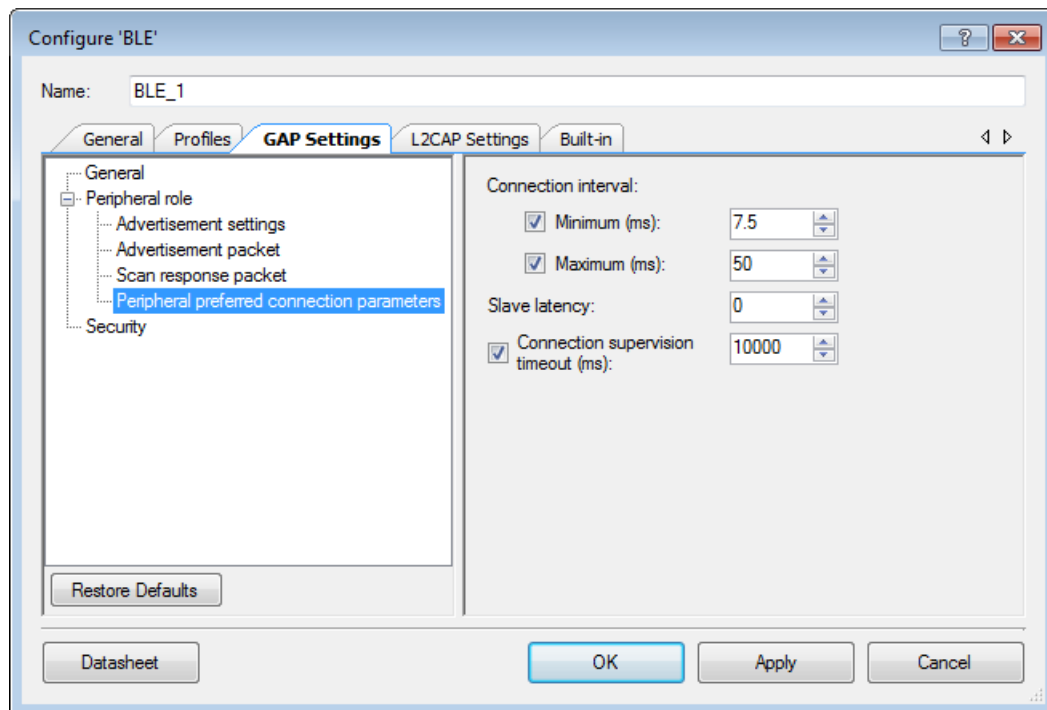 Configure 'BLE'
?
Name: BLE_1
General Profiles GAP Settings L2CAP Settings Built-in
General
Peripheral role
Advertisement settings
Advertisement packet
Scan response packet
Peripheral preferred connection parameters
Security
Restore Defaults
Connection interval:
Minimum (ms): 7.5
Maximum (ms): 50
Slave latency: 0
Connection supervision
timeout (ms): 10000
Datasheet OK Apply Cancel